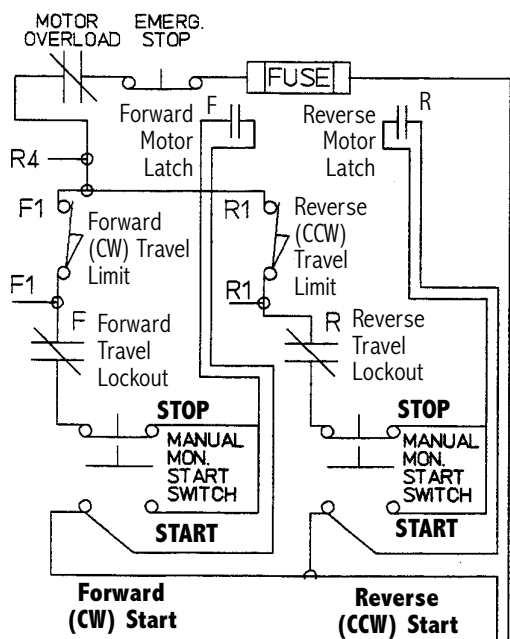 MOTOR
OVERLOAD
EMERG.
STOP
FUSE
Forward
Motor
Latch
F
Reverse
Motor
Latch
R
R4
F1
Forward
(CW) Travel
Limit
R1
Reverse
(CCW)
Travel
Limit
F1
R1
F
Forward
Travel
Lockout
R
Reverse
Travel
Lockout
STOP
MANUAL
MON.
START
SWITCH
START
STOP
MANUAL
MON.
START
SWITCH
START
Forward
(CW) Start
Reverse
(CCW) Start